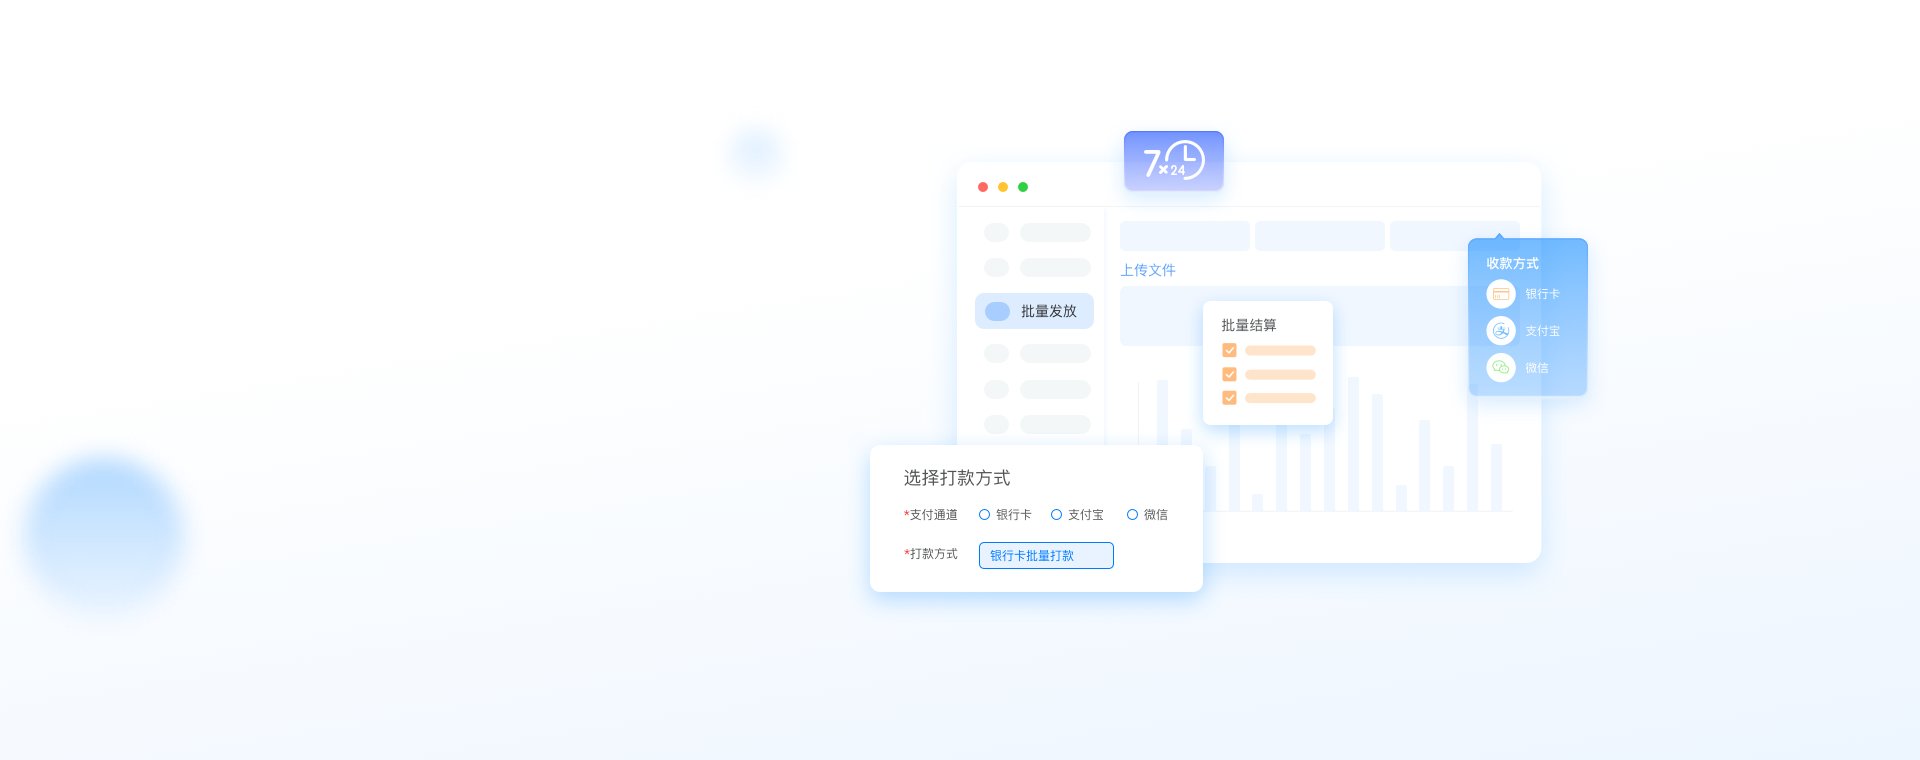 7×24
上传文件
收款方式
银行卡
支付宝
微信
批量发放
批量结算
选择打款方式
*支付通道 银行卡 支付宝 微信
*打款方式 银行卡批量打款